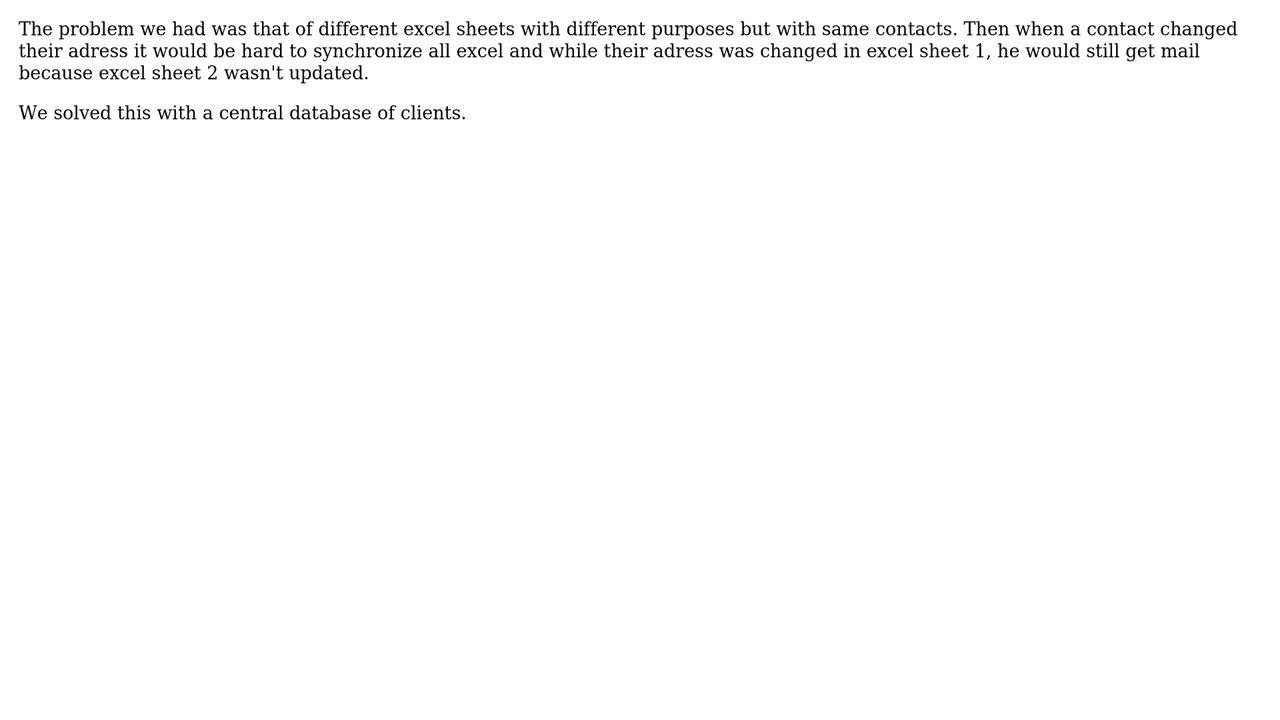 The problem we had was that of different excel sheets with different purposes but with same contacts. Then when a contact changed
their adress it would be hard to synchronize all excel and while their adress was changed in excel sheet 1, he would still get mail
because excel sheet 2 wasn't updated.
We solved this with a central database of clients.